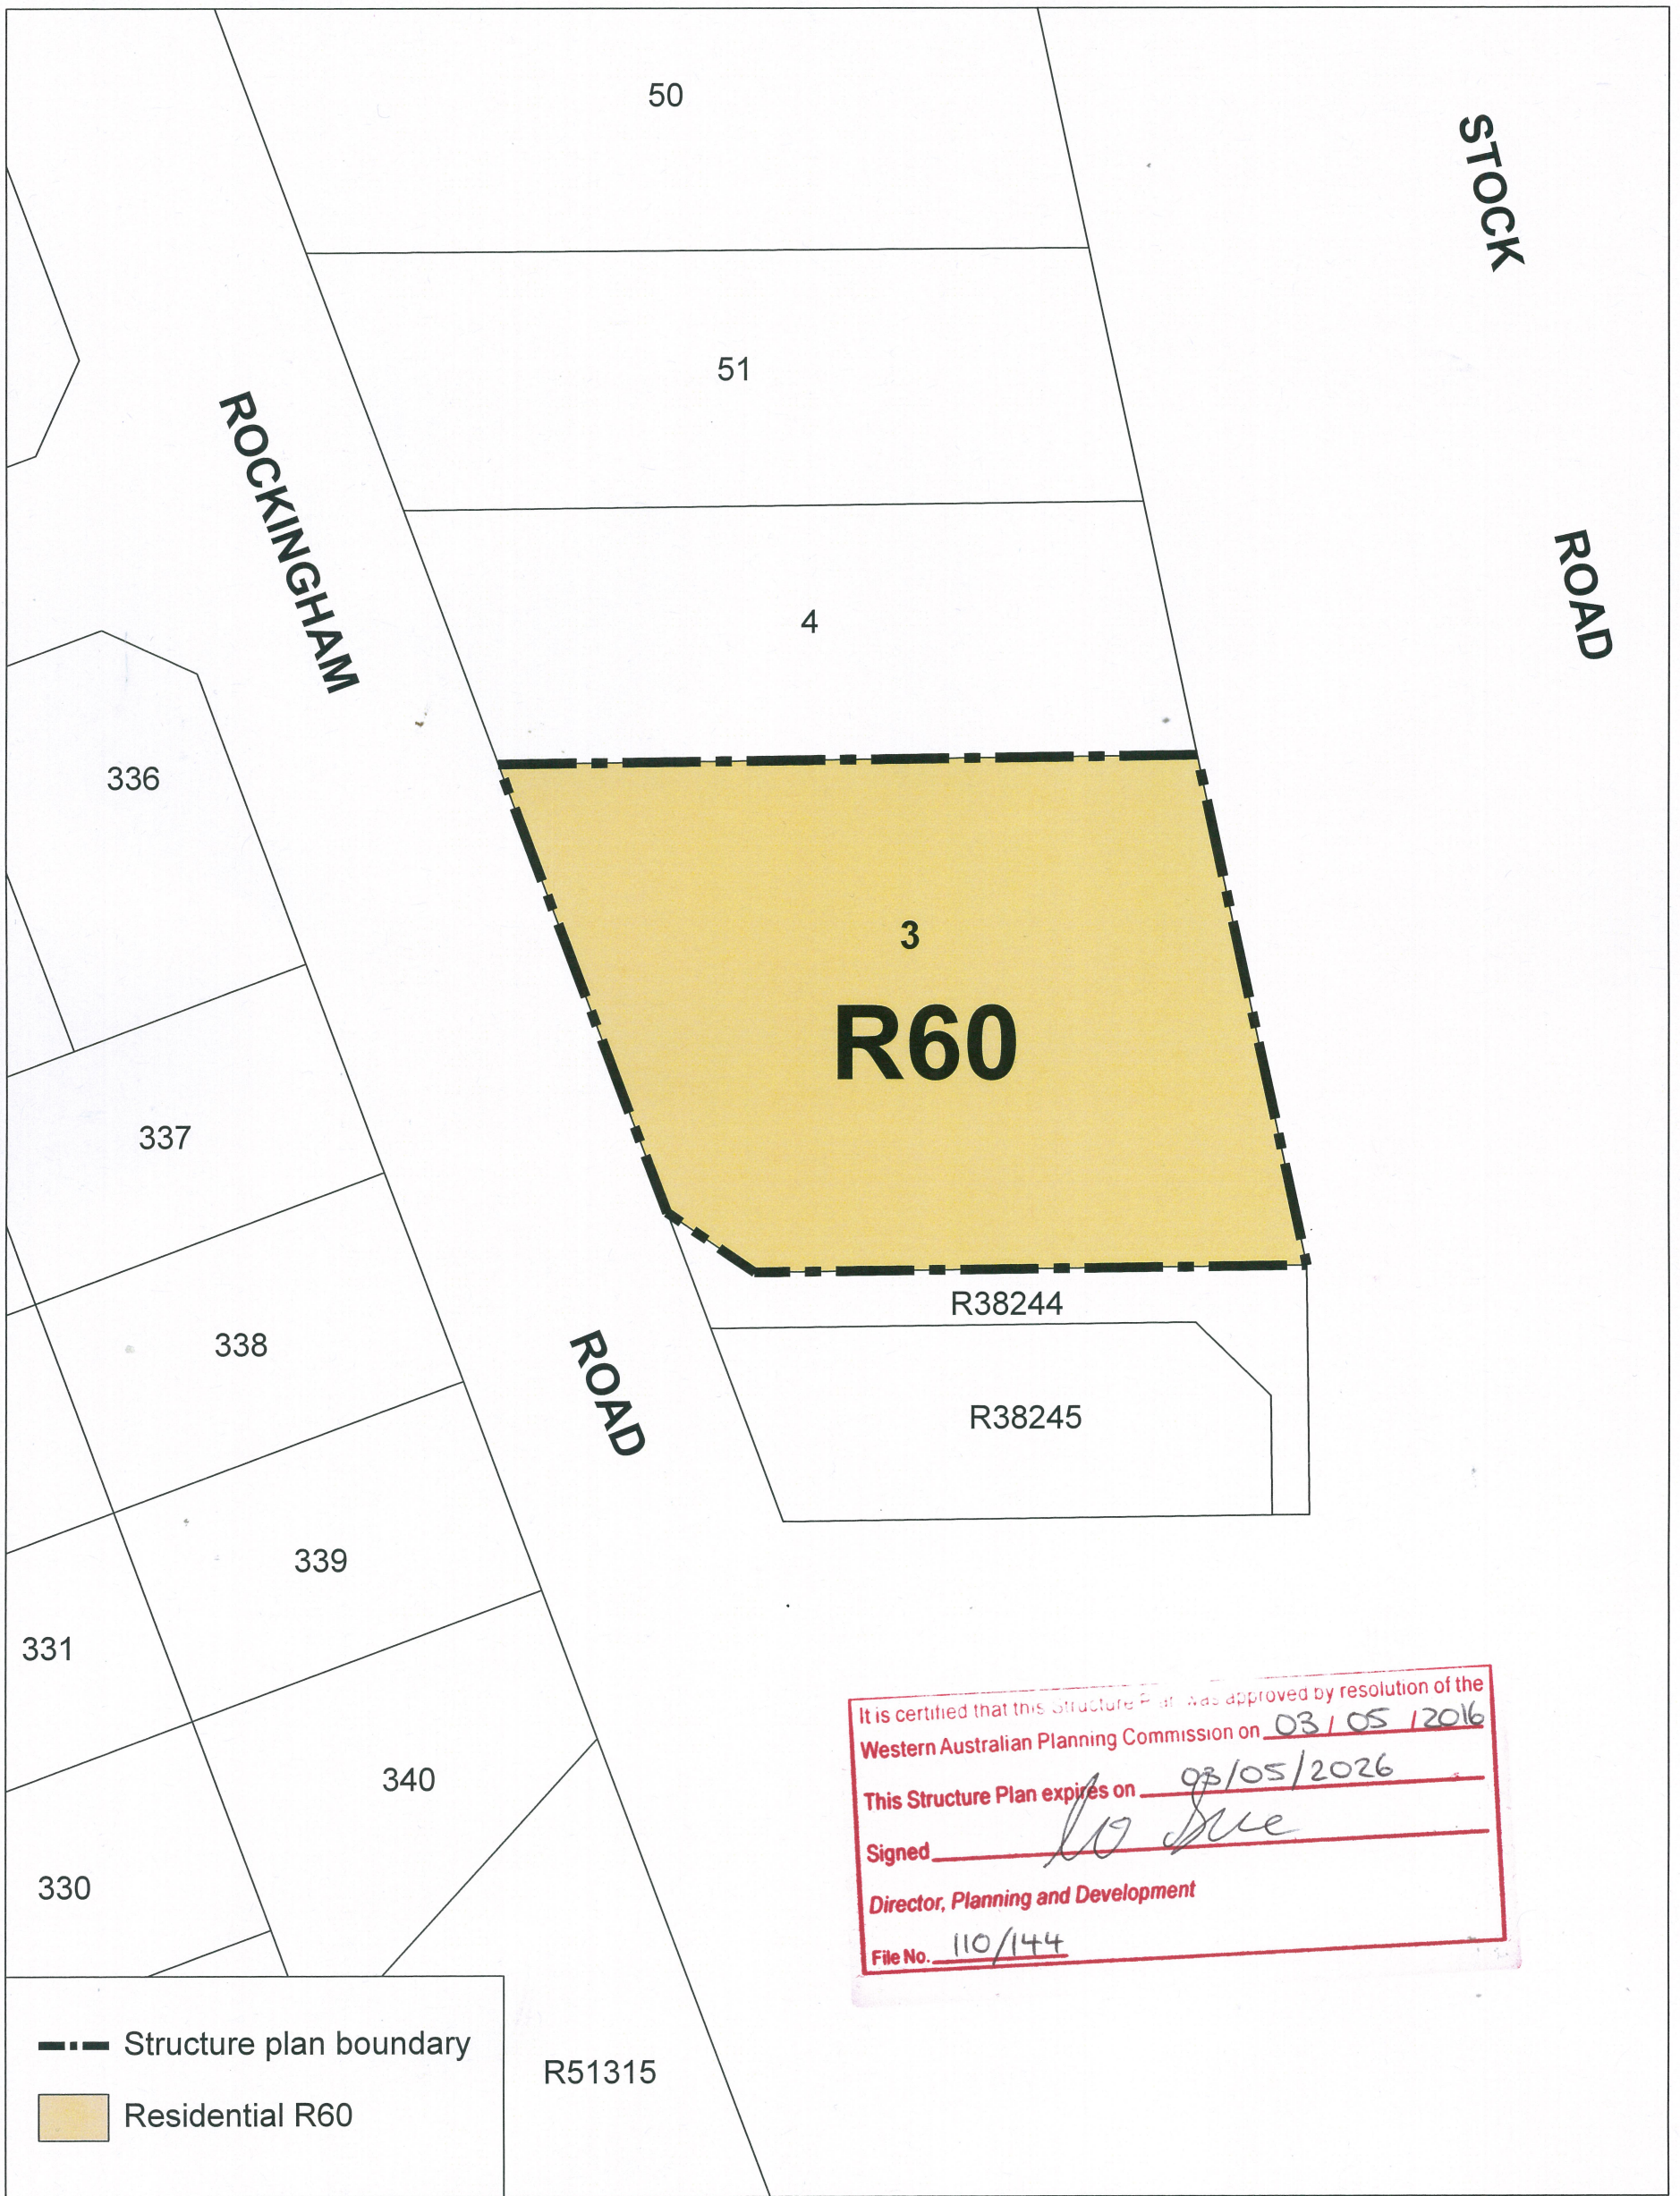 50
STOCK
51
ROCKINGHAM
ROAD
4
336
3
R60
337
R38244
338
ROAD
R38245
339
331
It is certified that this Structure Plan was approved by resolution of the
Western Australian Planning Commission on 03/05/2016
This Structure Plan expires on 03/05/2026
Signed
Director, Planning and Development
File No. 110/144
340
330
Structure plan boundary
R51315
Residential R60